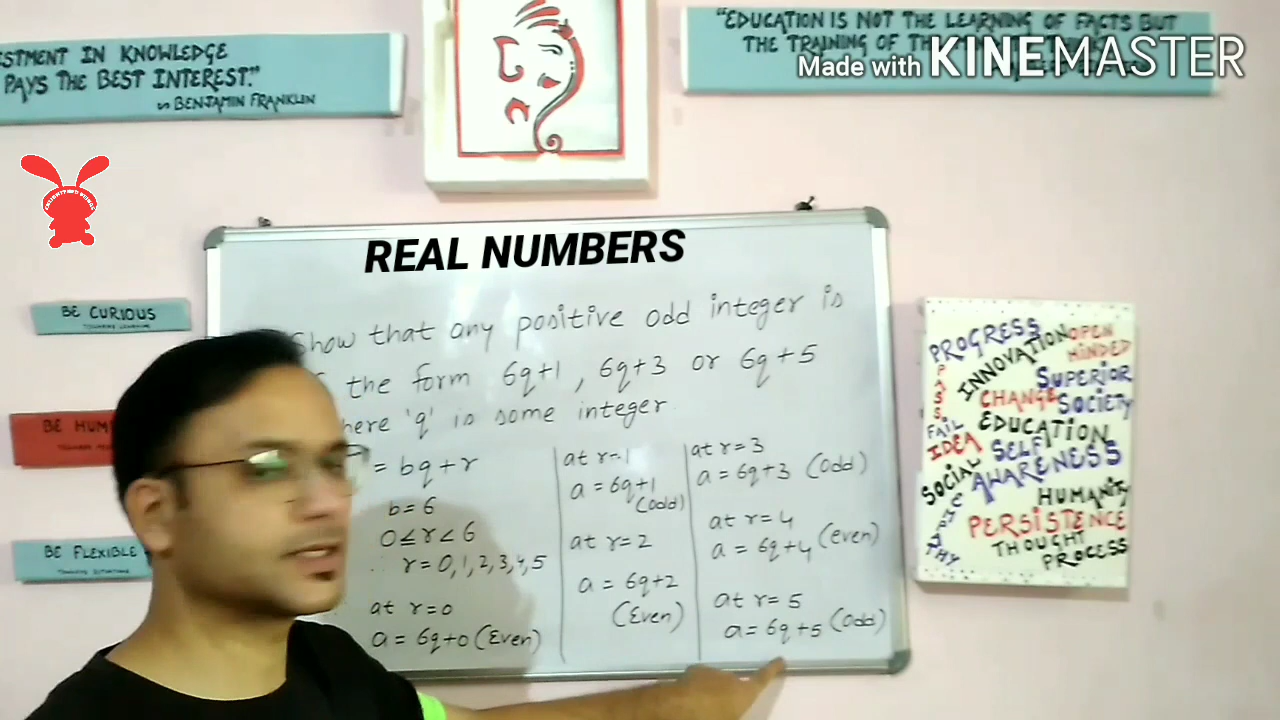 STMENT IN KNOWLEDGE
PAYS THE BEST INTEREST."
BENJAMIN FRANKLIN
"EDUCATION IS NOT THE LEARNING OF FACTS BUT
THE TRAINING OF
Made with KINEMASTER
REAL NUMBERS
Show that any positive odd integer is
the form 6q+1, 6q+3 or 6q+5
here 'q' is some integer.
= bq+r
b=6
0≤r<6
∴ r=0,1,2,3,4,5
at r=0
a = 6q+0 (Even)
at r=1
a = 6q+1
(Odd)
at r=2
a = 6q+2
(Even)
at r=3
a = 6q+3 (Odd)
at r=4
a = 6q+4 (Even)
at r=5
a = 6q+5 (Odd)
BE CURIOUS
BE HUM
BE FLEXIBLE
PROGRESS
INNOVATION
OPEN
MINDED
PASS
FAIL
SUPERIOR
CHANGE
SOCIETY
IDEA
EDUCATION
SOCIAL
SELF
AWARENESS
HUMANITY
PERSISTENCE
THOUGHT
PROCESS